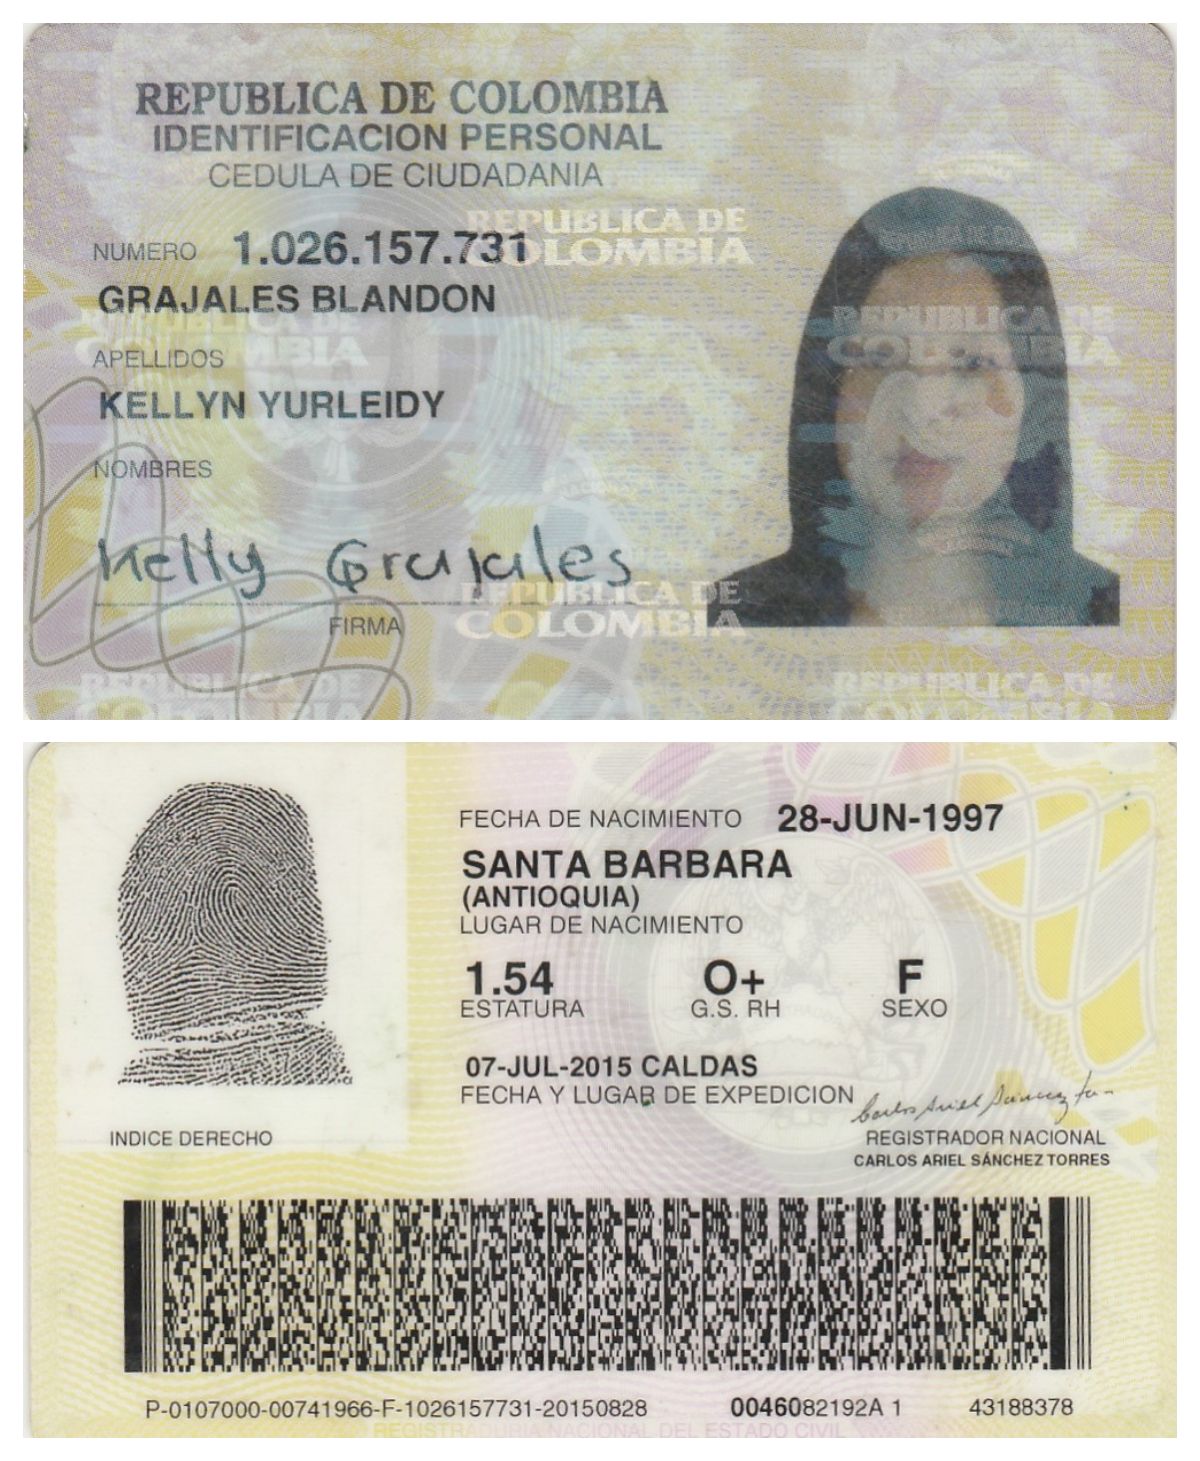 REPUBLICA DE COLOMBIA
IDENTIFICACION PERSONAL
CEDULA DE CIUDADANIA
NUMERO 1.026.157.731
GRAJALES BLANDON
APELLIDOS
KELLYN YURLEIDY
NOMBRES
Kelly Grajales
FIRMA
REPUBLICA DE
COLOMBIA
REPUBLICA DE
COLOMBIA
REPUBLICA DE
COLOMBIA
REPUBLICA DE
COLOMBIA
REPUBLICA DE
REPUBLICA DE
FECHA DE NACIMIENTO 28-JUN-1997
SANTA BARBARA
(ANTIOQUIA)
LUGAR DE NACIMIENTO
1.54 O+ F
ESTATURA G.S. RH SEXO
07-JUL-2015 CALDAS
FECHA Y LUGAR DE EXPEDICION
INDICE DERECHO
Carlos Ariel Sánchez
REGISTRADOR NACIONAL
CARLOS ARIEL SÁNCHEZ TORRES
P-0107000-00741966-F-1026157731-20150828 0046082192A 1 43188378
REGISTRADURIA NACIONAL DEL ESTADO CIVIL